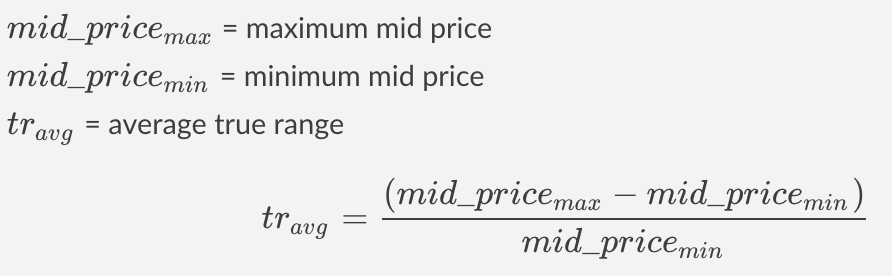 mid_price_max = maximum mid price
mid_price_min = minimum mid price
tr_avg = average true range
tr_avg = (mid_price_max − mid_price_min) / mid_price_min